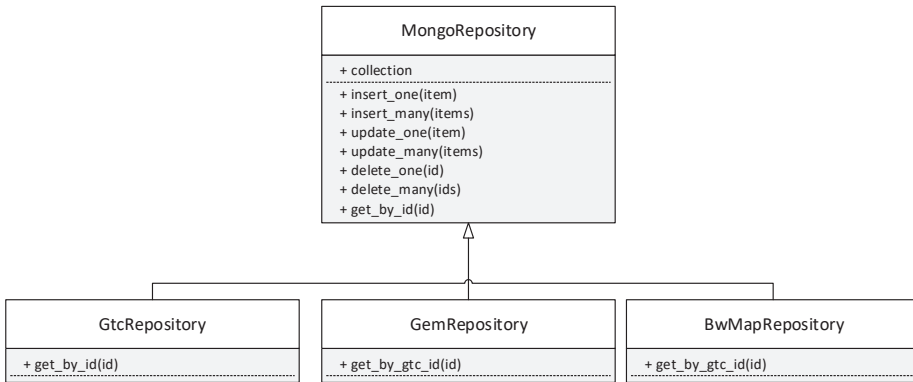 MongoRepository
+ collection
+ insert_one(item)
+ insert_many(items)
+ update_one(item)
+ update_many(items)
+ delete_one(id)
+ delete_many(ids)
+ get_by_id(id)
GtcRepository
+ get_by_id(id)
GemRepository
+ get_by_gtc_id(id)
BwMapRepository
+ get_by_gtc_id(id)